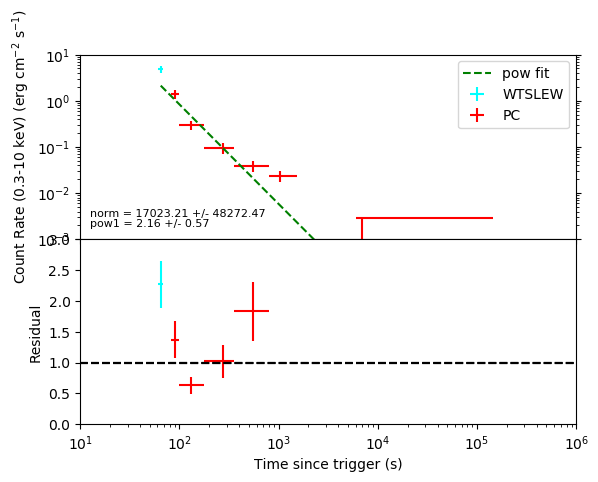 Count Rate (0.3-10 keV) (erg cm⁻² s⁻¹)
10¹
10⁰
10⁻¹
10⁻²
10⁻³
pow fit
WTSLEW
PC
norm = 17023.21 +/- 48272.47
pow1 = 2.16 +/- 0.57
Residual
3.0
2.5
2.0
1.5
1.0
0.5
0.0
10¹ 10² 10³ 10⁴ 10⁵ 10⁶
Time since trigger (s)